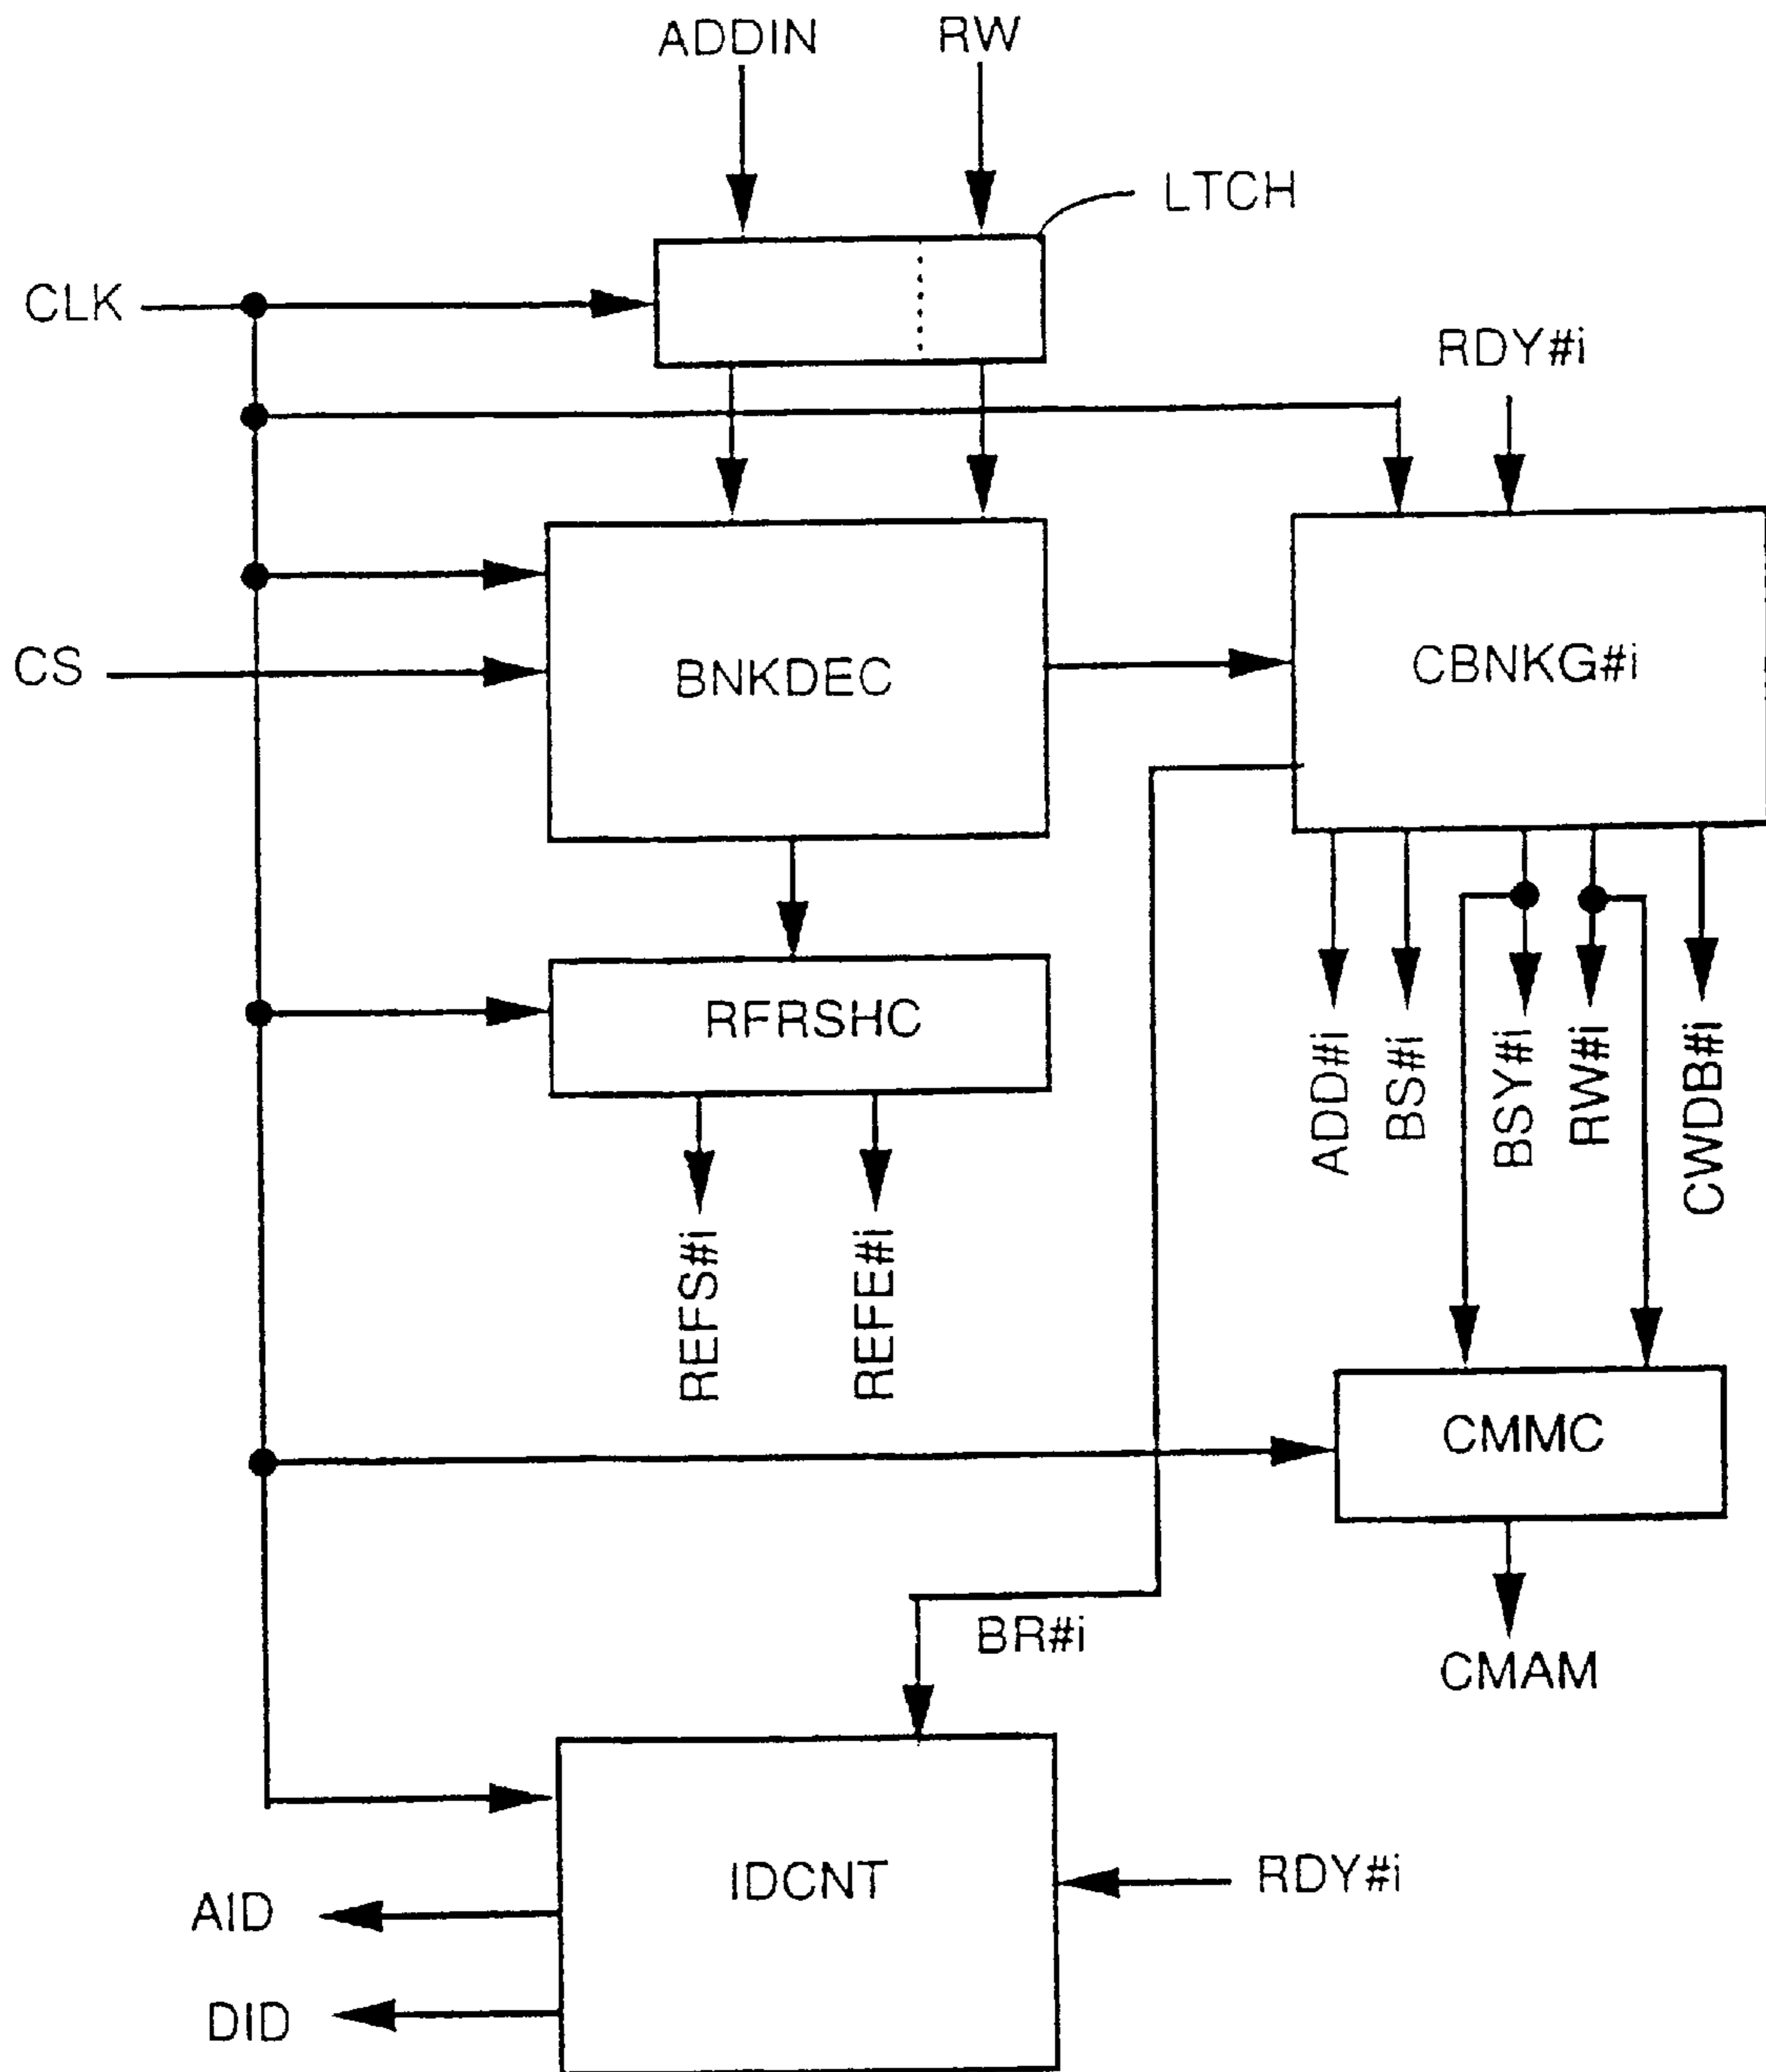 ADDIN
RW
LTCH
CLK
RDY#i
CS
BNKDEC
CBNKG#i
RFRSHC
ADD#i
BS#i
BSY#i
RW#i
CWDB#i
REFS#i
REFE#i
CMMC
BR#i
CMAM
IDCNT
RDY#i
AID
DID